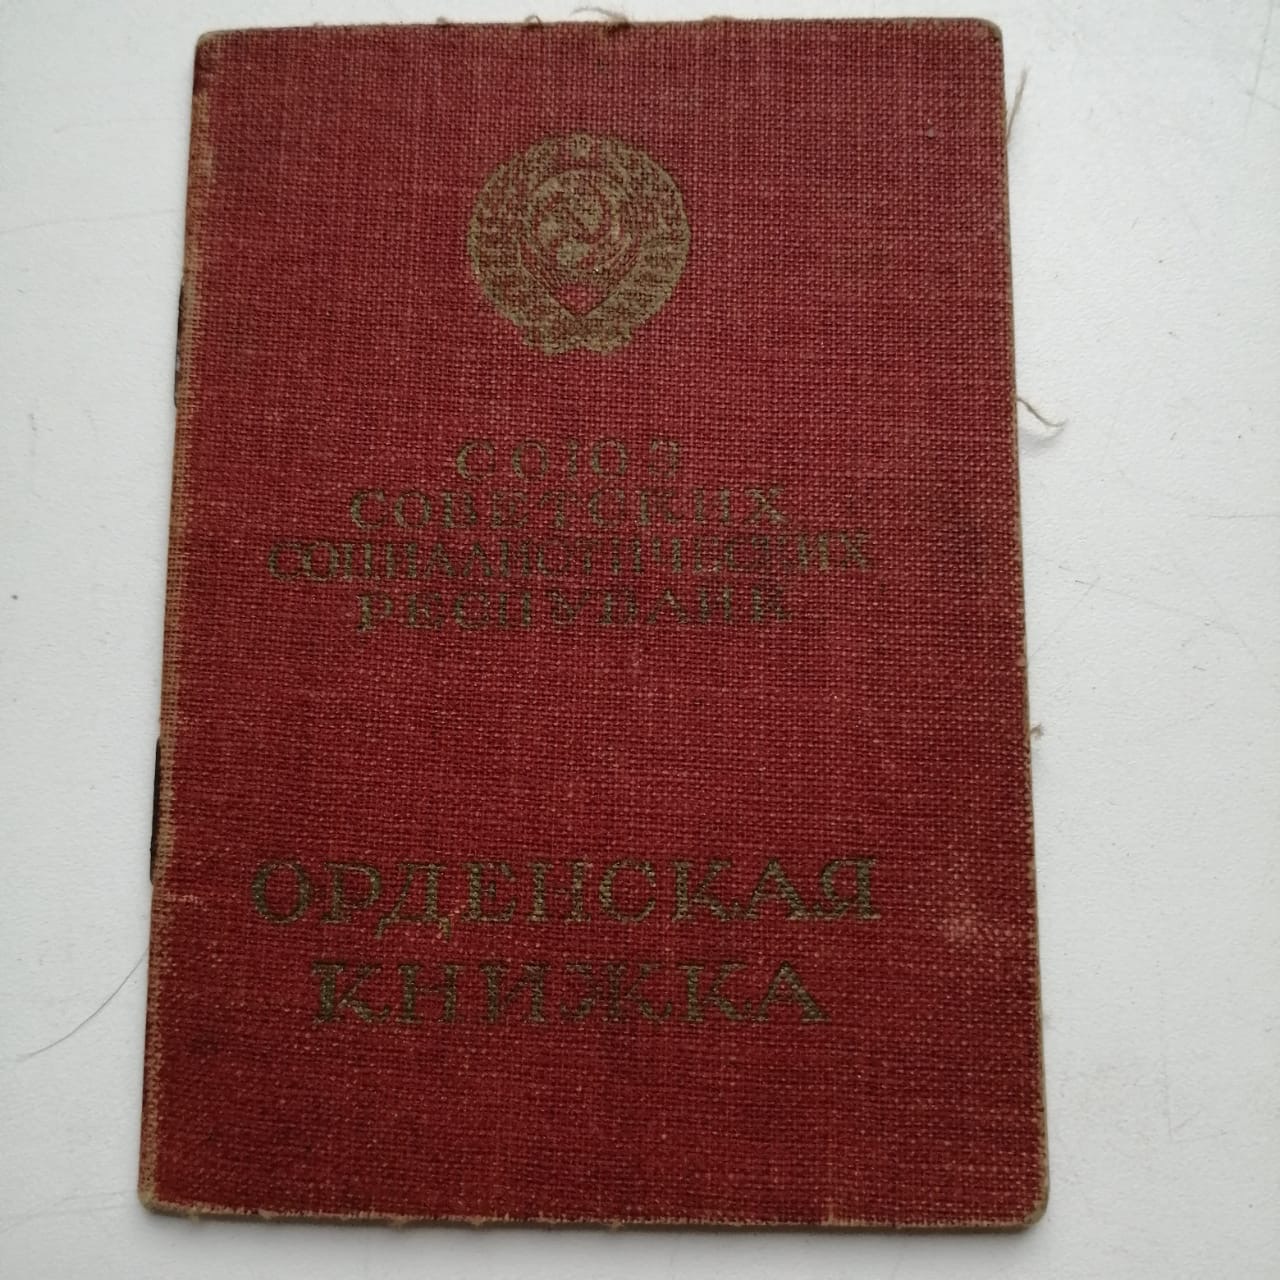 СОЮЗ
СОВЕТСКИХ
СОЦИАЛИСТИЧЕСКИХ
РЕСПУБЛИК
ОРДЕНСКАЯ
КНИЖКА